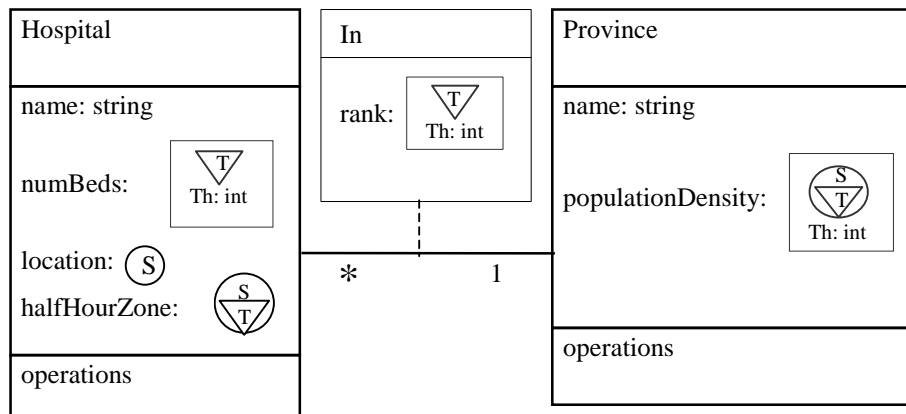 Hospital
name: string
numBeds:
T
Th: int
location: S
halfHourZone:
S
T
operations
In
rank:
T
Th: int
* 1
Province
name: string
populationDensity:
S
T
Th: int
operations